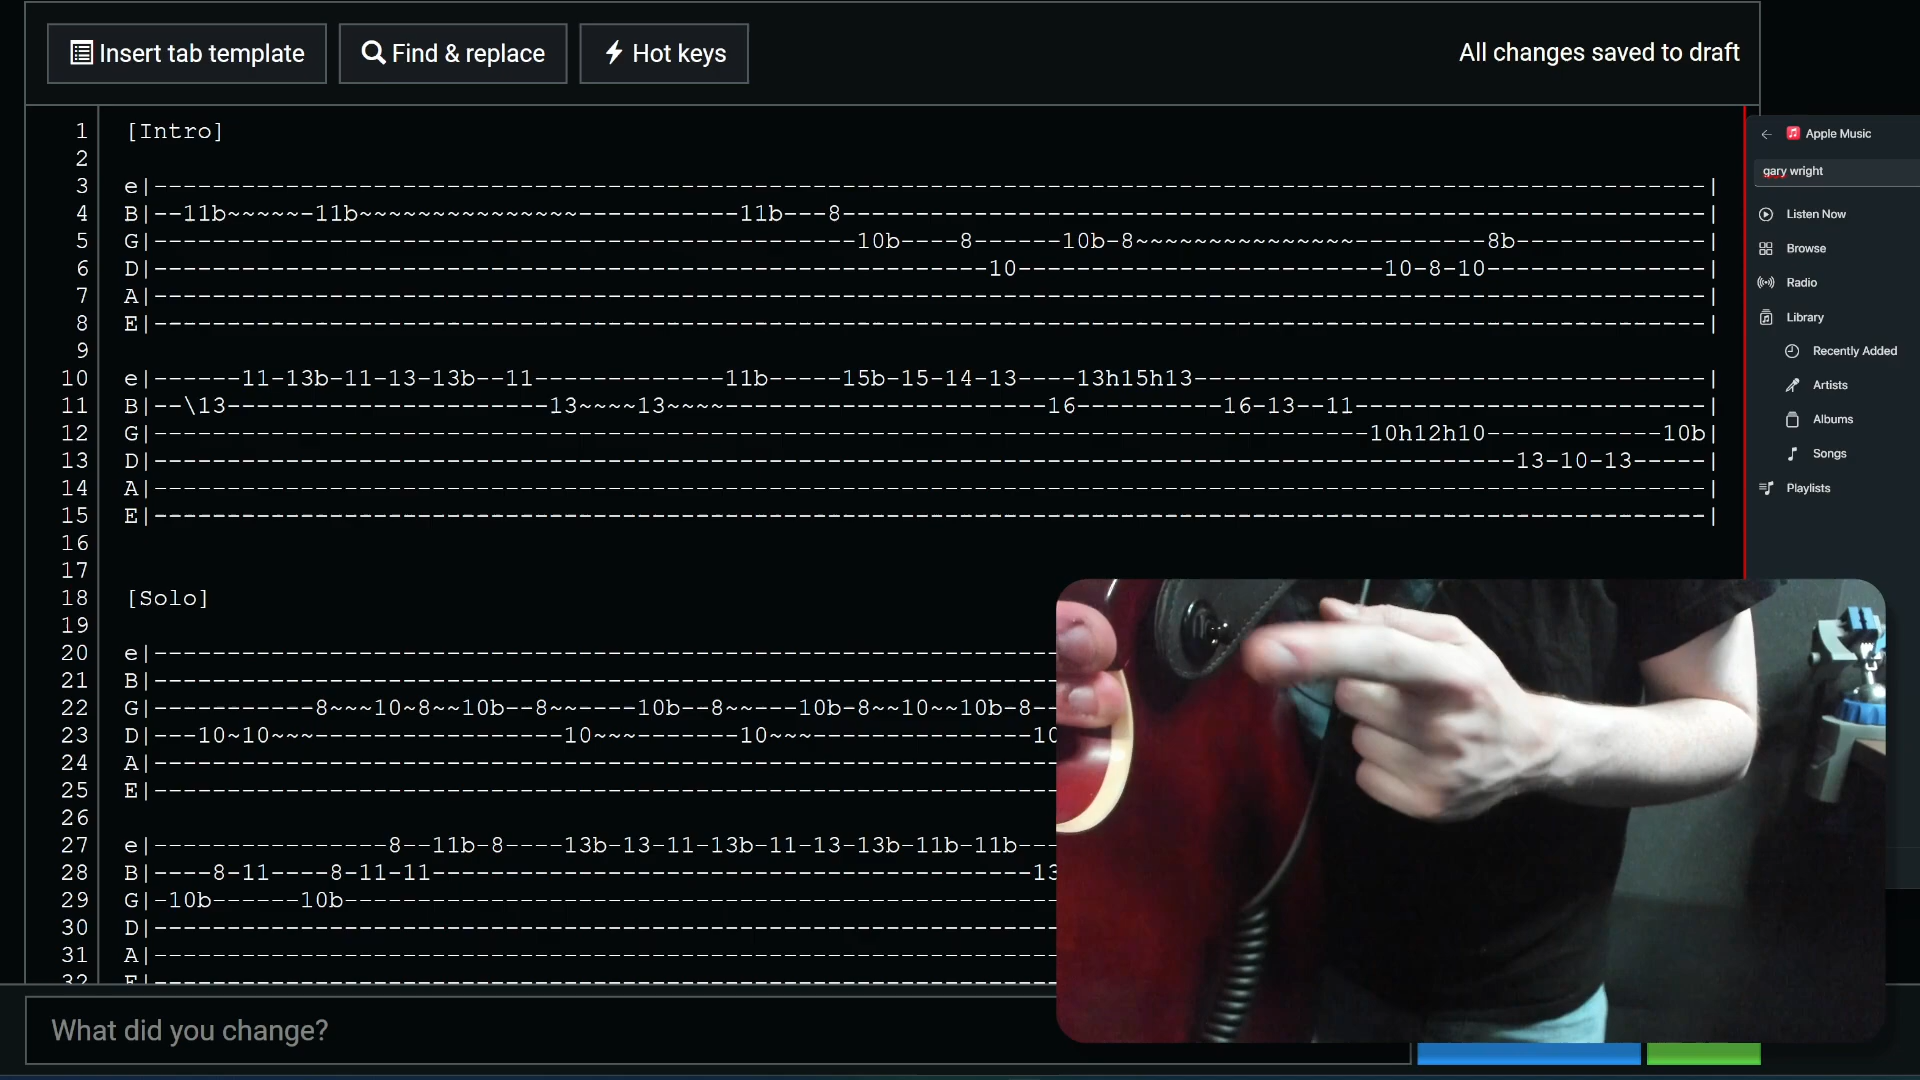 Insert tab template
Find & replace
Hot keys
All changes saved to draft
1 [Intro]
2
3 e|----------------------------------------------------------------------------------------------------------|
4 B|--11b~~~~~~-11b~~~~~~~~~~~~~~~-----------11b---8-----------------------------------------------------------|
5 G|------------------------------------------------10b----8------10b-8~~~~~~~~~~~~~~~---------8b-------------|
6 D|---------------------------------------------------------10-------------------------10-8-10---------------|
7 A|----------------------------------------------------------------------------------------------------------|
8 E|----------------------------------------------------------------------------------------------------------|
9
10 e|------11-13b-11-13-13b--11-------------11b-----15b-15-14-13----13h15h13-----------------------------------|
11 B|--\13----------------------13~~~~13~~~~----------------------16----------16-13--11------------------------|
12 G|-----------------------------------------------------------------------------------10h12h10------------10b|
13 D|---------------------------------------------------------------------------------------------13-10-13-----|
14 A|----------------------------------------------------------------------------------------------------------|
15 E|----------------------------------------------------------------------------------------------------------|
16
17
18 [Solo]
19
20 e|--------------------------------------------------------------
21 B|--------------------------------------------------------------
22 G|-----------8~~~10~8~~10b--8~~----10b--8~~----10b-8~~10~~10b-8-
23 D|---10~10~~~-----------------10~~~-------10~~~---------------10
24 A|--------------------------------------------------------------
25 E|--------------------------------------------------------------
26
27 e|----------------8--11b-8----13b-13-11-13b-11-13-13b-11b-11b---
28 B|----8-11----8-11-11-----------------------------------------13
29 G|-10b------10b-------------------------------------------------
30 D|--------------------------------------------------------------
31 A|--------------------------------------------------------------
32 E|--------------------------------------------------------------
What did you change?
Apple Music
gary wright
Listen Now
Browse
Radio
Library
Recently Added
Artists
Albums
Songs
Playlists